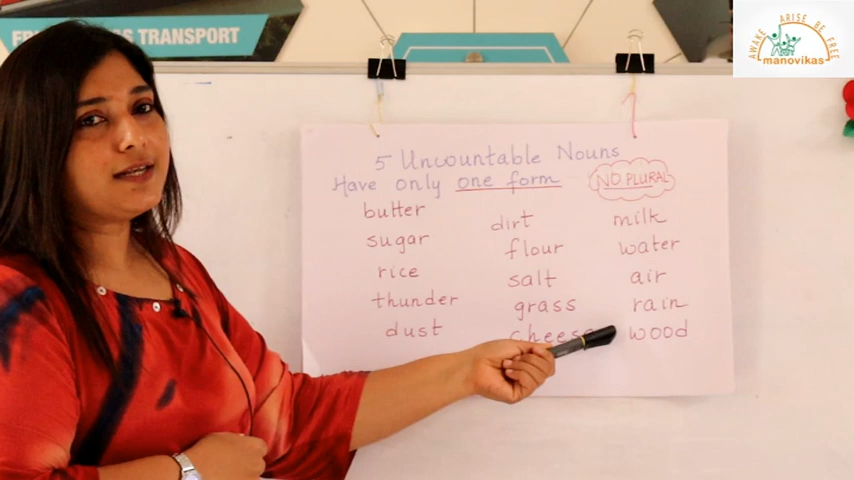 TRANSPORT
AWAKE ARISE BE FREE
manovikas
5 Uncountable Nouns
Have only one form NO PLURAL
butter dirt milk
sugar flour water
rice salt air
thunder grass rain
dust cheese wood